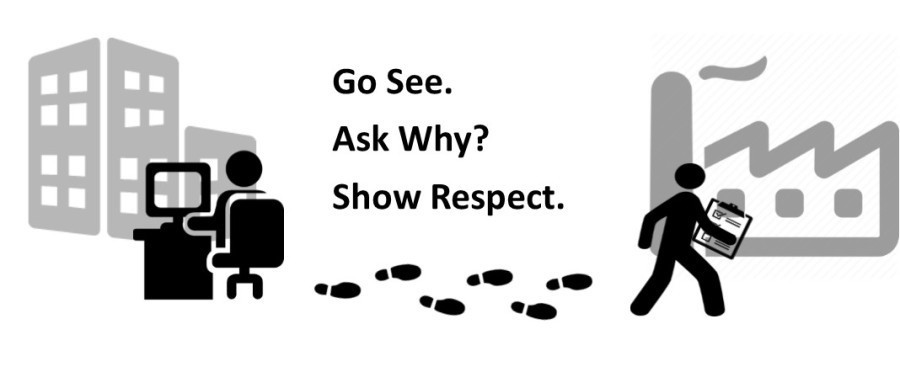 Go See.
Ask Why?
Show Respect.